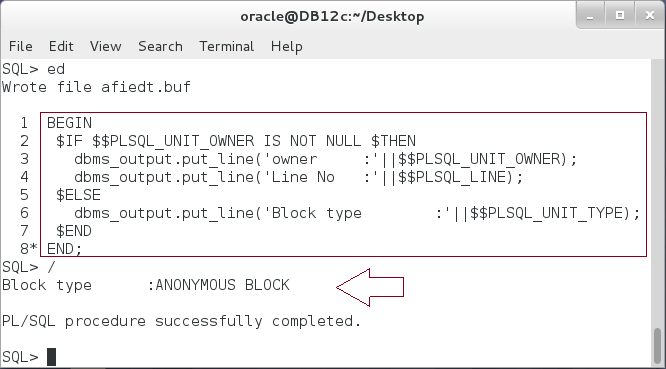 oracle@DB12c:~/Desktop
File Edit View Search Terminal Help
SQL> ed
Wrote file afiedt.buf
1 BEGIN
2 $IF $$PLSQL_UNIT_OWNER IS NOT NULL $THEN
3 dbms_output.put_line('owner :'||$$PLSQL_UNIT_OWNER);
4 dbms_output.put_line('Line No :'||$$PLSQL_LINE);
5 $ELSE
6 dbms_output.put_line('Block type :'||$$PLSQL_UNIT_TYPE);
7 $END
8* END;
SQL> /
Block type :ANONYMOUS BLOCK
PL/SQL procedure successfully completed.
SQL>